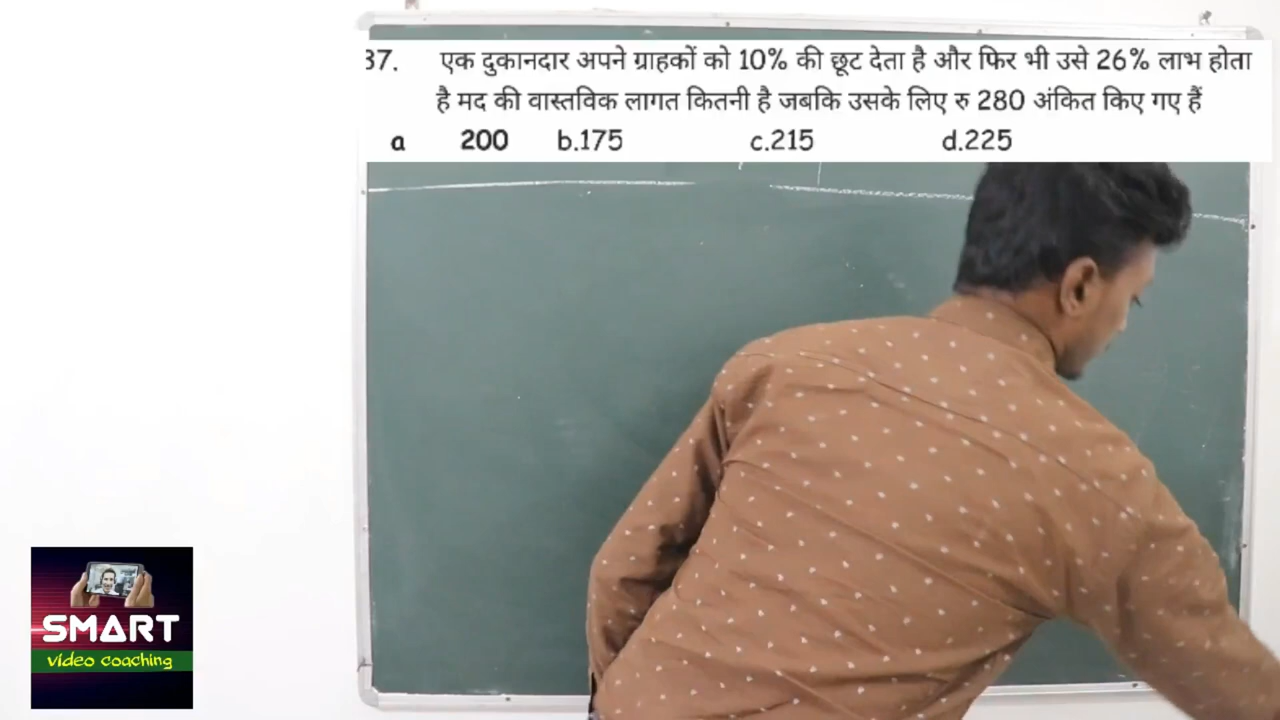 37. एक दुकानदार अपने ग्राहकों को 10% की छूट देता है और फिर भी उसे 26% लाभ होता
है मद की वास्तविक लागत कितनी है जबकि उसके लिए रु 280 अंकित किए गए हैं
a 200 b.175 c.215 d.225
SMART
video coaching